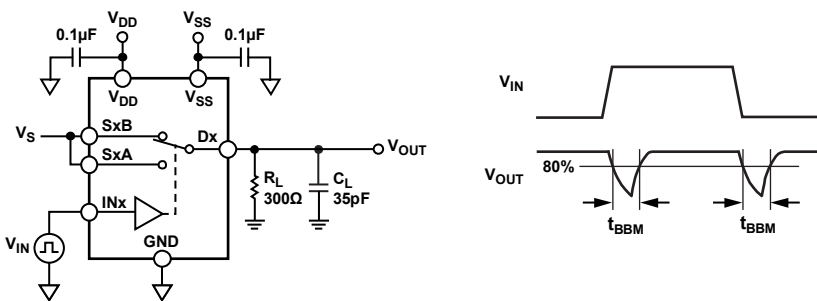 V_DD V_SS
0.1µF 0.1µF
V_DD V_SS
V_S SxB Dx V_OUT
SxA
R_L 300Ω
C_L 35pF
INx
V_IN GND
V_IN
V_OUT 80%
t_BBM t_BBM